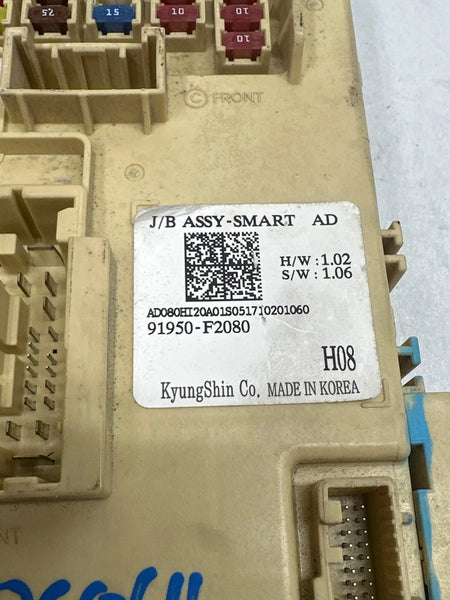 25 15 10 10
10
C FRONT
J/B ASSY-SMART AD
H/W : 1.02
S/W : 1.06
AD080HI20A01S051710201060
91950-F2080
H08
KyungShin Co. MADE IN KOREA